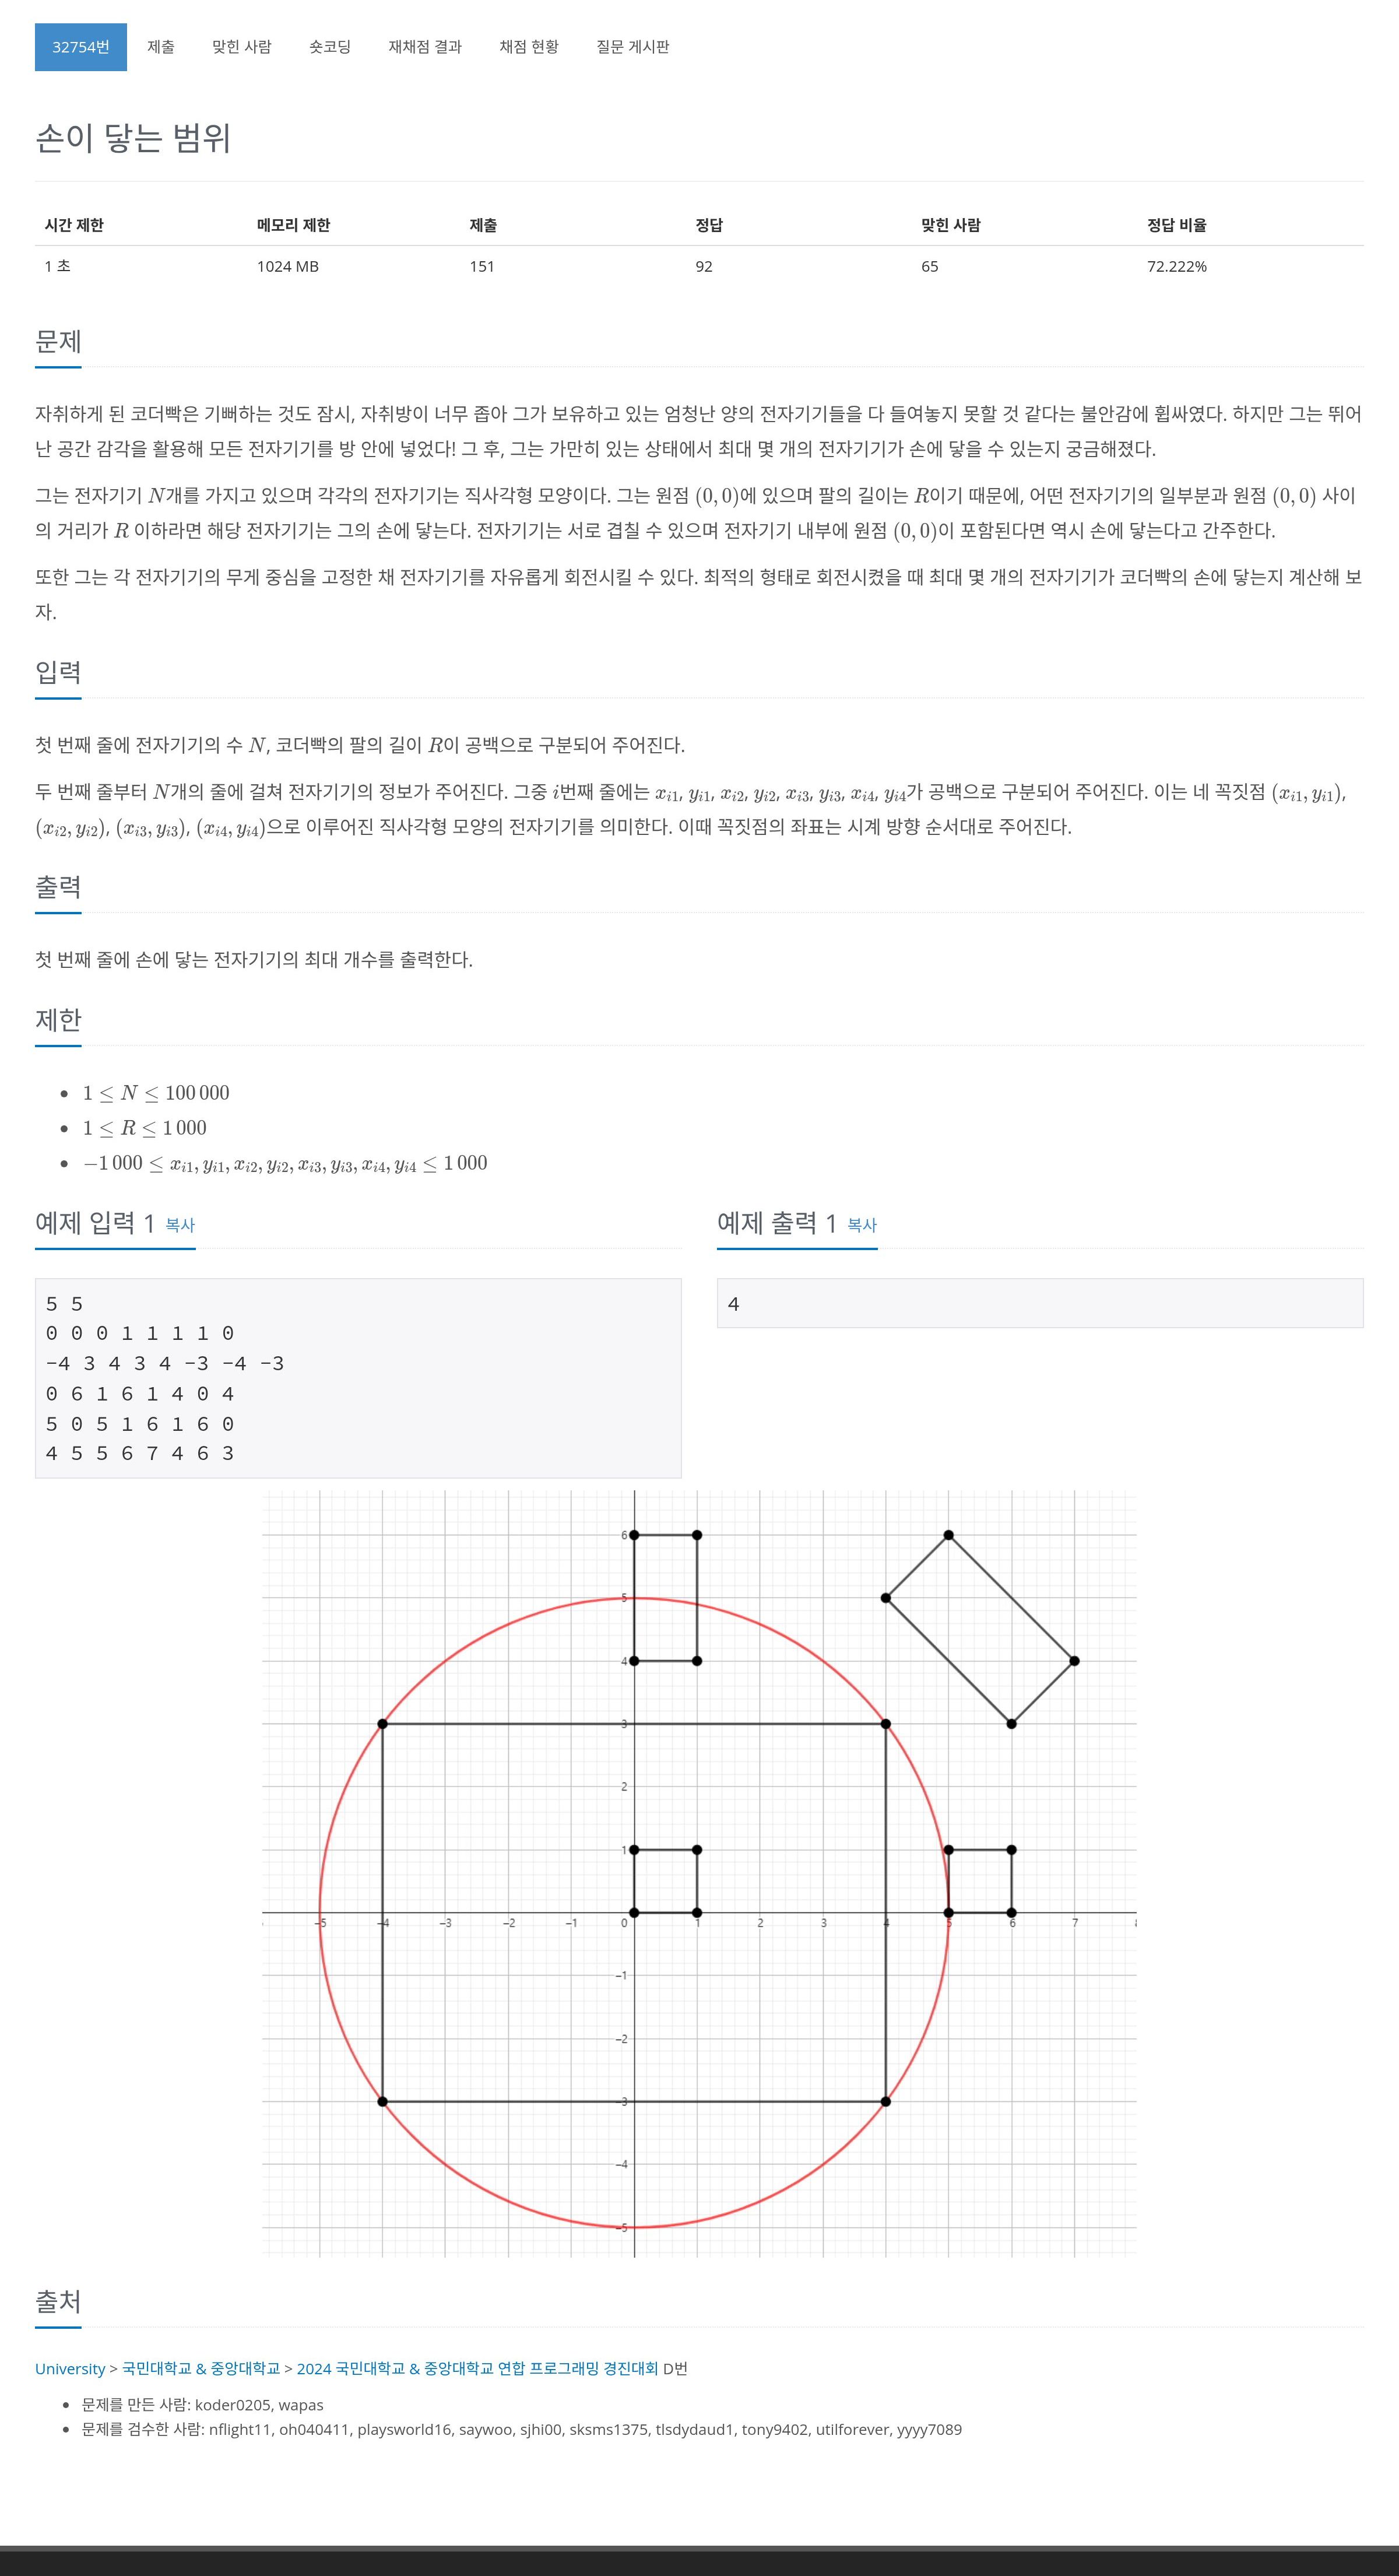 32754번 제출 맞힌 사람 숏코딩 재채점 결과 채점 현황 질문 게시판
손이 닿는 범위
시간 제한 메모리 제한 제출 정답 맞힌 사람 정답 비율
1 초 1024 MB 151 92 65 72.222%
문제
자취하게 된 코더빡은 기뻐하는 것도 잠시, 자취방이 너무 좁아 그가 보유하고 있는 엄청난 양의 전자기기들을 다 들여놓지 못할 것 같다는 불안감에 휩싸였다. 하지만 그는 뛰어
난 공간 감각을 활용해 모든 전자기기를 방 안에 넣었다! 그 후, 그는 가만히 있는 상태에서 최대 몇 개의 전자기기가 손에 닿을 수 있는지 궁금해졌다.
그는 전자기기 N개를 가지고 있으며 각각의 전자기기는 직사각형 모양이다. 그는 원점 (0,0)에 있으며 팔의 길이는 R이기 때문에, 어떤 전자기기의 일부분과 원점 (0,0) 사이
의 거리가 R 이하라면 해당 전자기기는 그의 손에 닿는다. 전자기기는 서로 겹칠 수 있으며 전자기기 내부에 원점 (0,0)이 포함된다면 역시 손에 닿는다고 간주한다.
또한 그는 각 전자기기의 무게 중심을 고정한 채 전자기기를 자유롭게 회전시킬 수 있다. 최적의 형태로 회전시켰을 때 최대 몇 개의 전자기기가 코더빡의 손에 닿는지 계산해 보
자.
입력
첫 번째 줄에 전자기기의 수 N, 코더빡의 팔의 길이 R이 공백으로 구분되어 주어진다.
두 번째 줄부터 N개의 줄에 걸쳐 전자기기의 정보가 주어진다. 그중 i번째 줄에는 x_{i1}, y_{i1}, x_{i2}, y_{i2}, x_{i3}, y_{i3}, x_{i4}, y_{i4}가 공백으로 구분되어 주어진다. 이는 네 꼭짓점 (x_{i1}, y_{i1}),
(x_{i2}, y_{i2}), (x_{i3}, y_{i3}), (x_{i4}, y_{i4})으로 이루어진 직사각형 모양의 전자기기를 의미한다. 이때 꼭짓점의 좌표는 시계 방향 순서대로 주어진다.
출력
첫 번째 줄에 손에 닿는 전자기기의 최대 개수를 출력한다.
제한
• 1 ≤ N ≤ 100 000
• 1 ≤ R ≤ 1 000
• −1 000 ≤ x_{i1}, y_{i1}, x_{i2}, y_{i2}, x_{i3}, y_{i3}, x_{i4}, y_{i4} ≤ 1 000
예제 입력 1 복사
5 5
0 0 0 1 1 1 1 0
-4 3 4 3 4 -3 -4 -3
0 6 1 6 1 4 0 4
5 0 5 1 6 1 6 0
4 5 5 6 7 4 6 3
예제 출력 1 복사
4
6
5
4
3
2
1
−5 −4 −3 −2 −1 0 1 2 3 4 5 6 7
−1
−2
−3
−4
−5
출처
University > 국민대학교 & 중앙대학교 > 2024 국민대학교 & 중앙대학교 연합 프로그래밍 경진대회 D번
• 문제를 만든 사람: koder0205, wapas
• 문제를 검수한 사람: nflight11, oh040411, playsworld16, saywoo, sjhi00, sksms1375, tlsdydaud1, tony9402, utilforever, yyyy7089